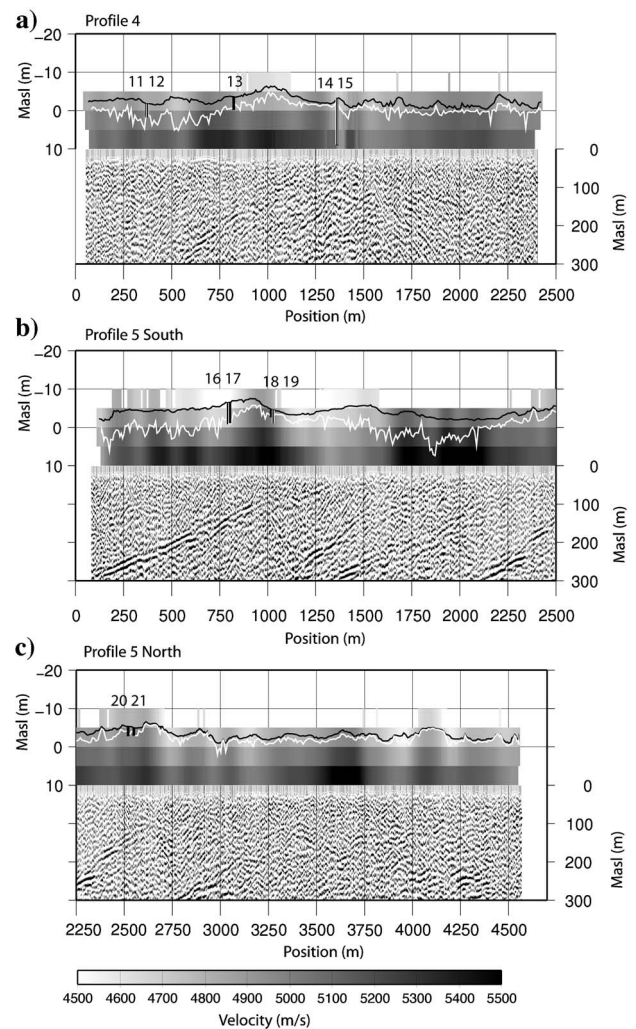 a)
Profile 4
−20
−10
0
10
Masl (m)
11 12
13
14 15
0
100
200
300
Masl (m)
0 250 500 750 1000 1250 1500 1750 2000 2250 2500
Position (m)
b)
Profile 5 South
−20
−10
0
10
Masl (m)
16 17
18 19
0
100
200
300
Masl (m)
0 250 500 750 1000 1250 1500 1750 2000 2250 2500
Position (m)
c)
Profile 5 North
−20
−10
0
10
Masl (m)
20 21
0
100
200
300
Masl (m)
2250 2500 2750 3000 3250 3500 3750 4000 4250 4500
Position (m)
4500 4600 4700 4800 4900 5000 5100 5200 5300 5400 5500
Velocity (m/s)